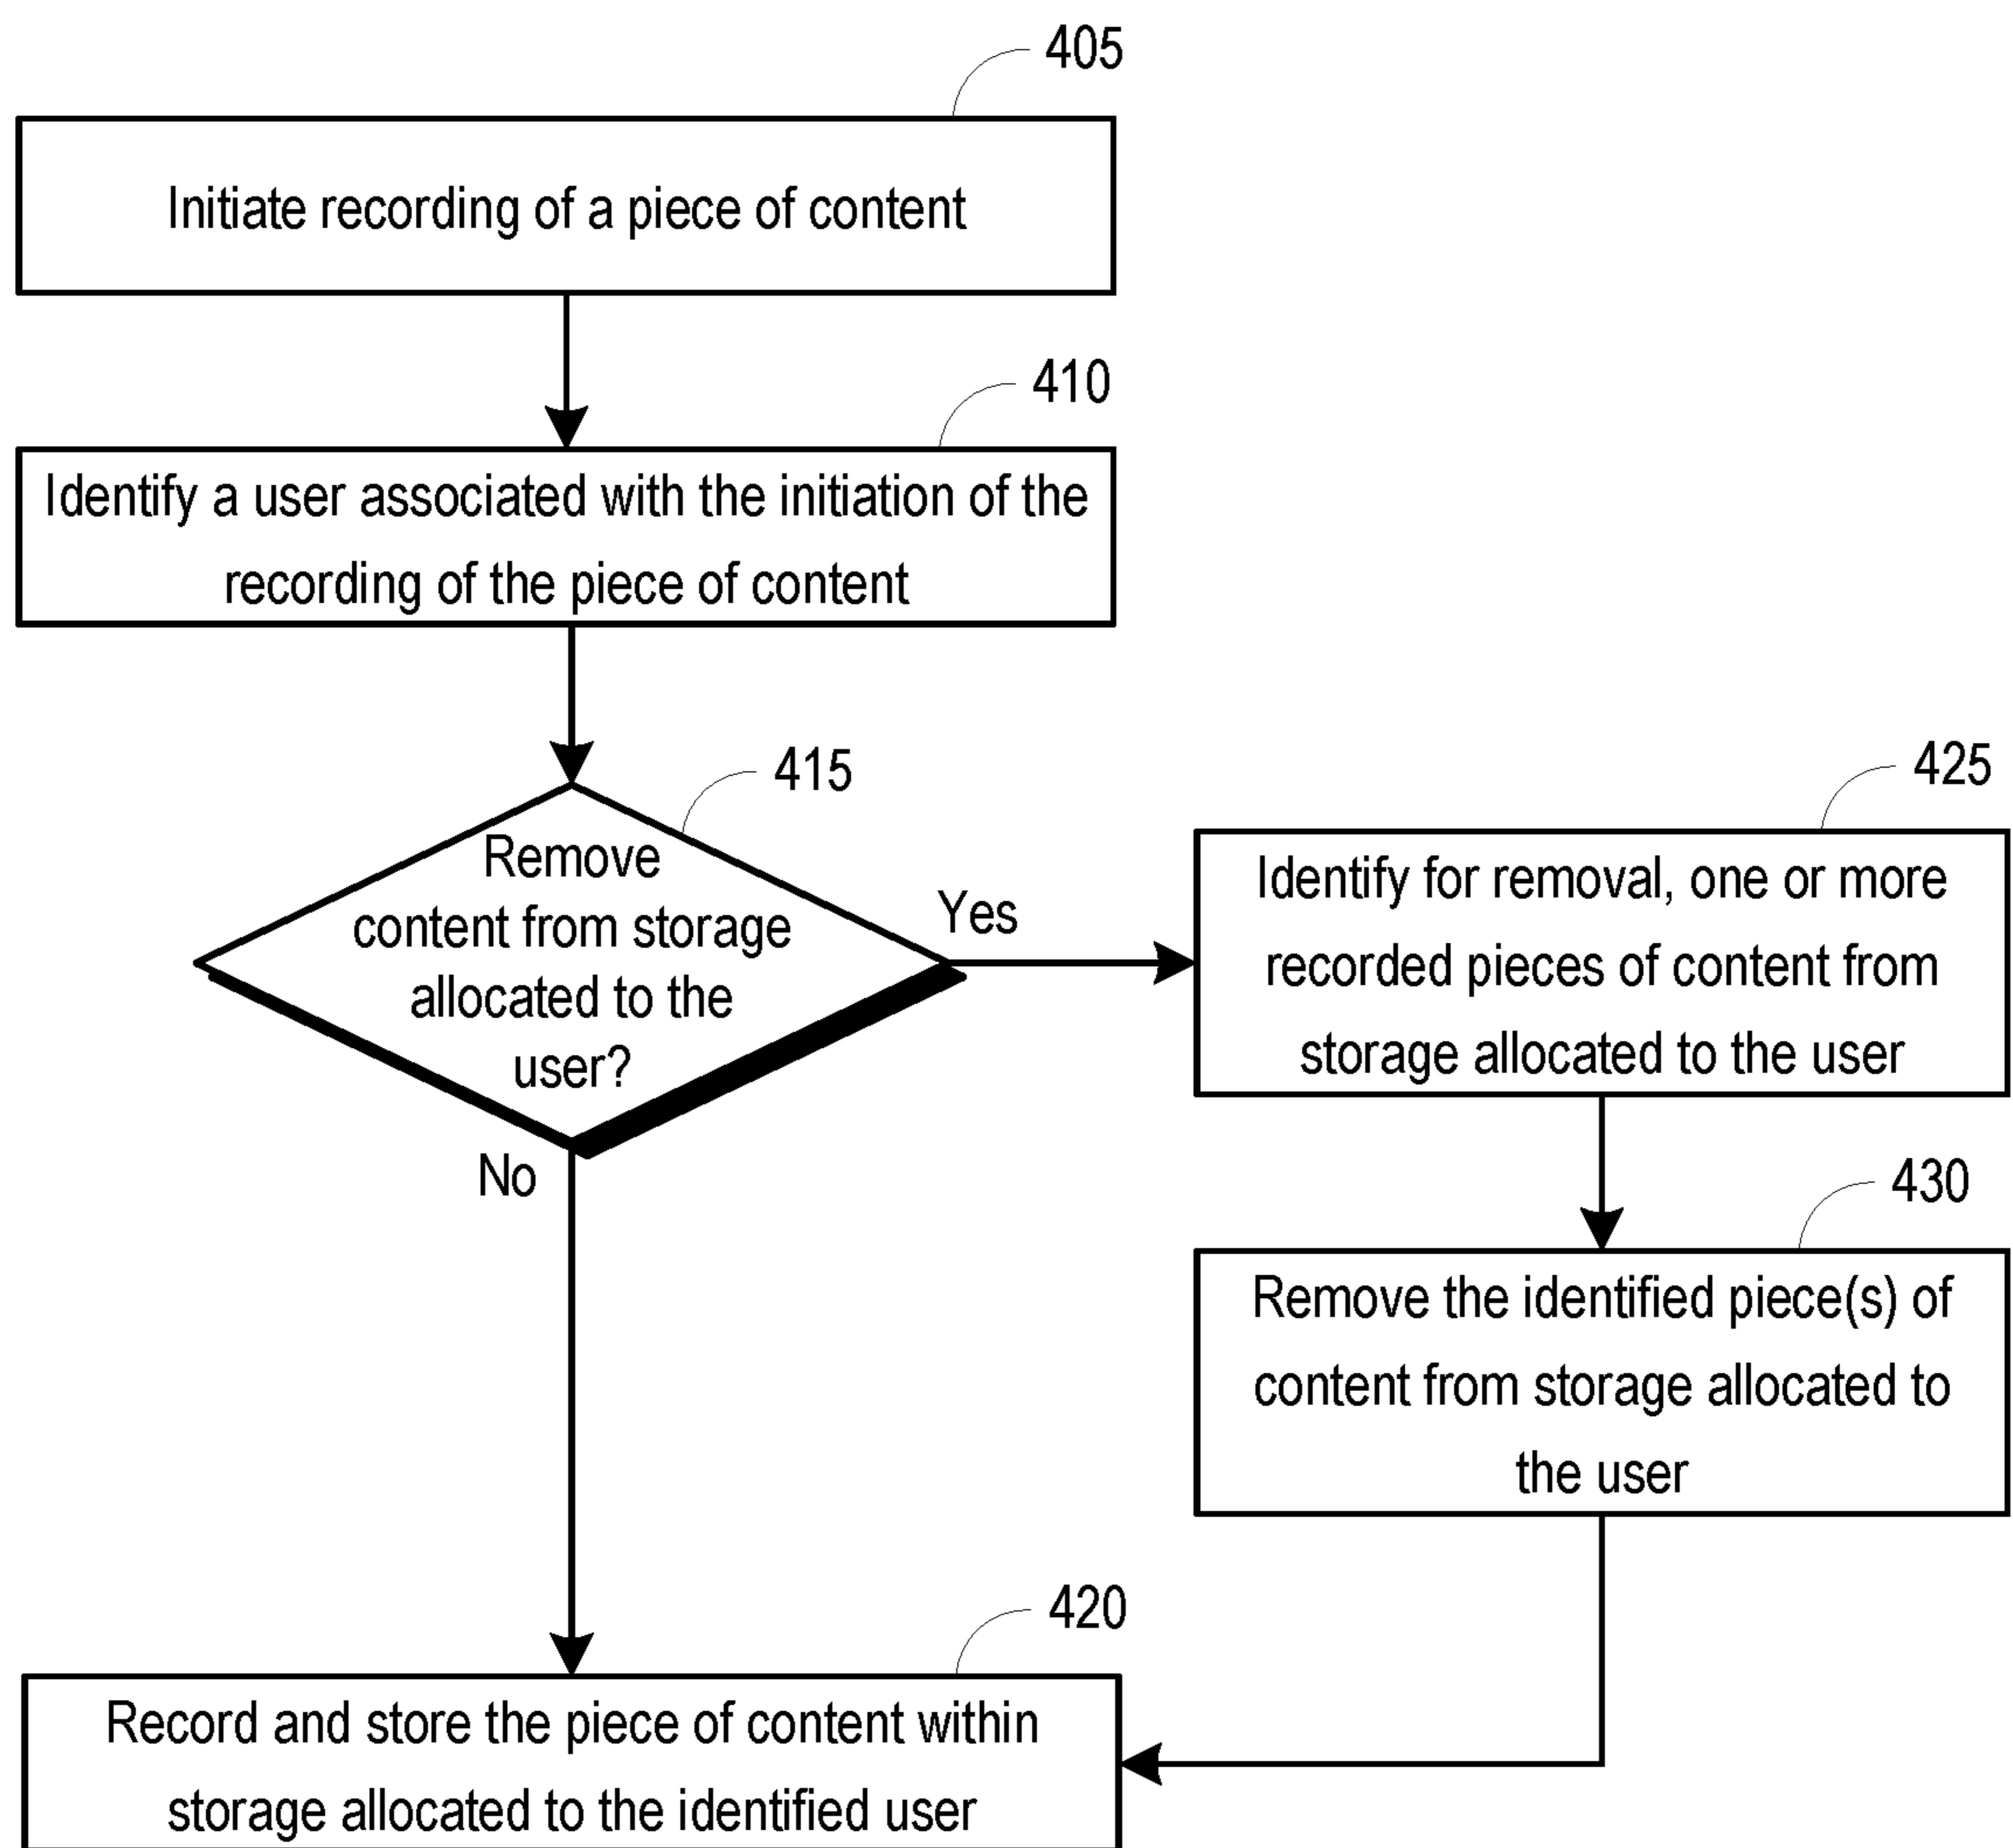 405
Initiate recording of a piece of content
410
Identify a user associated with the initiation of the
recording of the piece of content
415
Remove
content from storage
allocated to the
user?
Yes
No
425
Identify for removal, one or more
recorded pieces of content from
storage allocated to the user
430
Remove the identified piece(s) of
content from storage allocated to
the user
420
Record and store the piece of content within
storage allocated to the identified user